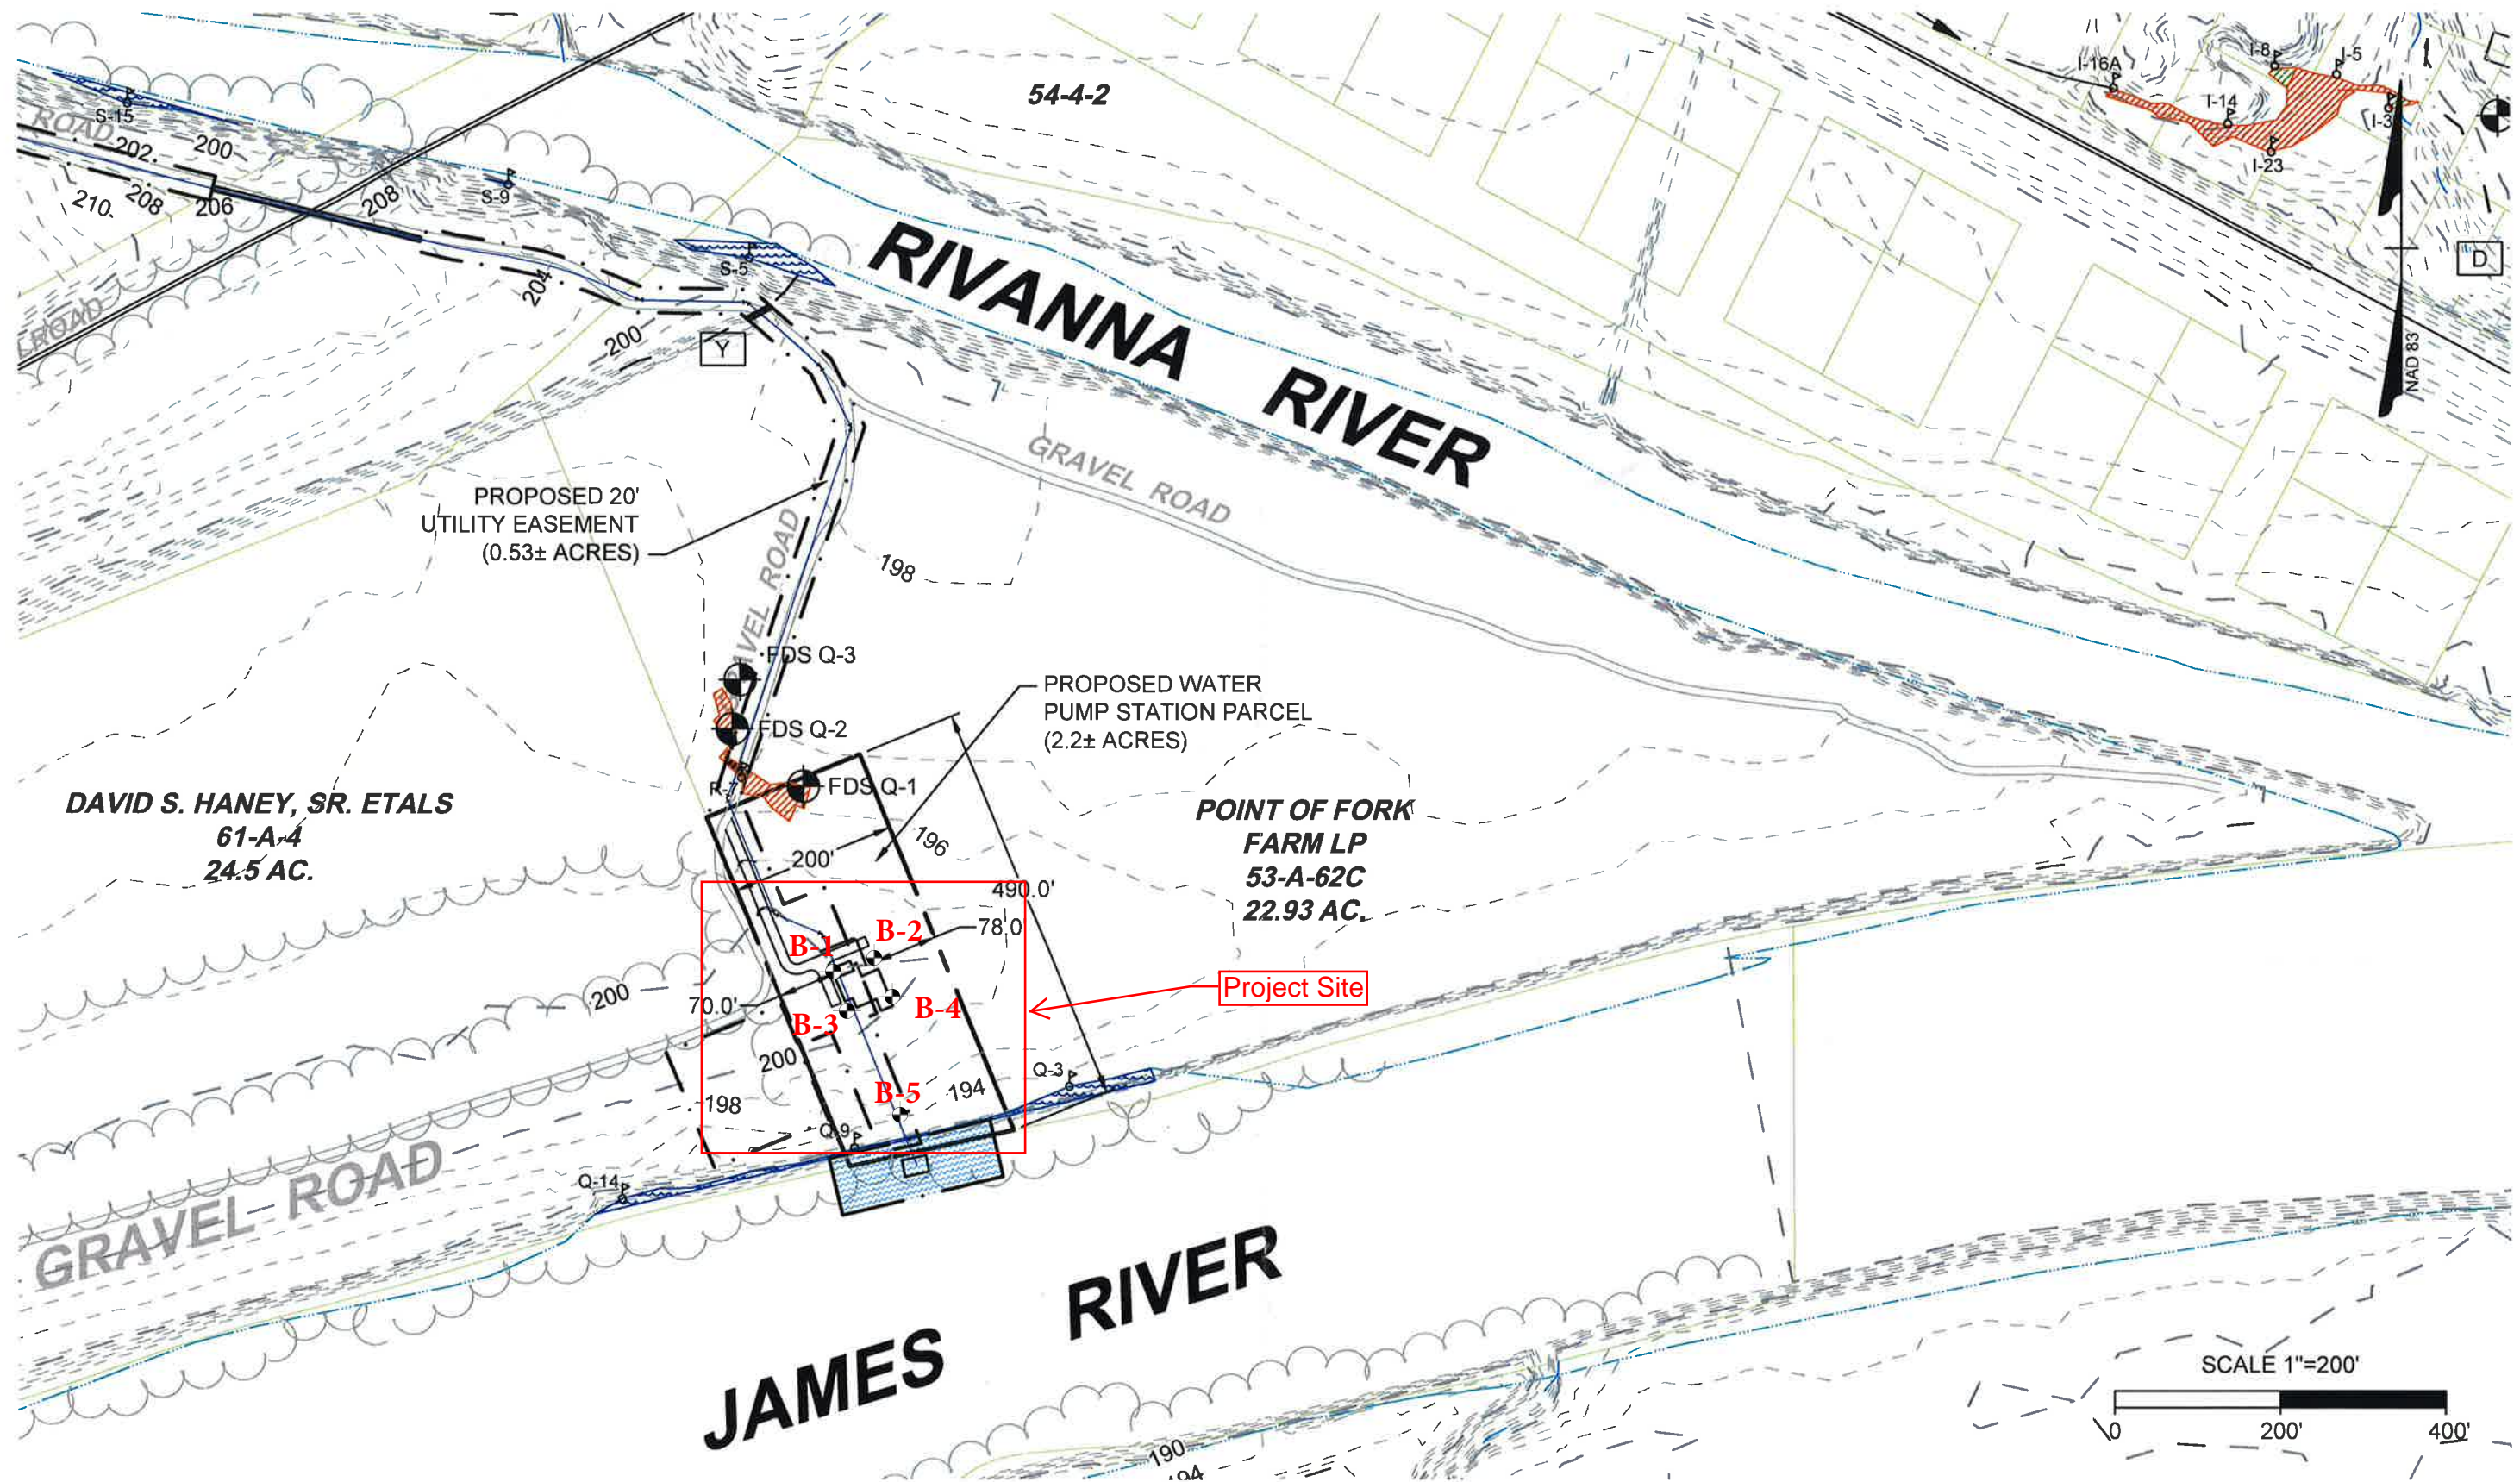 54-4-2
I-8
I-5
I-16A
I-14
I-3
I-23
S-15
ROAD
202
200
210
208
206
208
S-9
S-5
204
200
Y
D
NAD 83
RIVANNA RIVER
GRAVEL ROAD
PROPOSED 20'
UTILITY EASEMENT
(0.53± ACRES)
198
FDS Q-3
FDS Q-2
FDS Q-1
R-7
PROPOSED WATER
PUMP STATION PARCEL
(2.2± ACRES)
DAVID S. HANEY, SR. ETALS
61-A-4
24.5 AC.
POINT OF FORK
FARM LP
53-A-62C
22.93 AC.
200'
196
490.0'
78.0
B-1
B-2
B-3
B-4
B-5
70.0'
Project Site
200
200
198
194
Q-3
Q-9
Q-14
GRAVEL ROAD
JAMES RIVER
190
194
SCALE 1"=200'
0 200' 400'